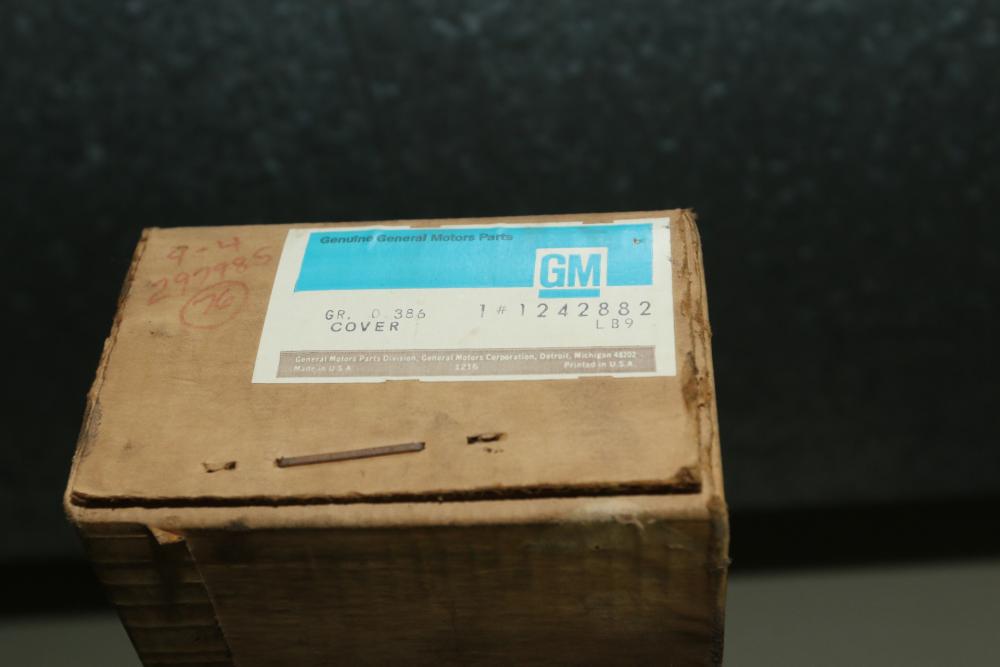 9-4
297985
76
Genuine General Motors Parts
GM
GR. 0.386 1 # 1242882
COVER LB9
General Motors Parts Division, General Motors Corporation, Detroit, Michigan 48202
Made in U.S.A. 1216 Printed in U.S.A.